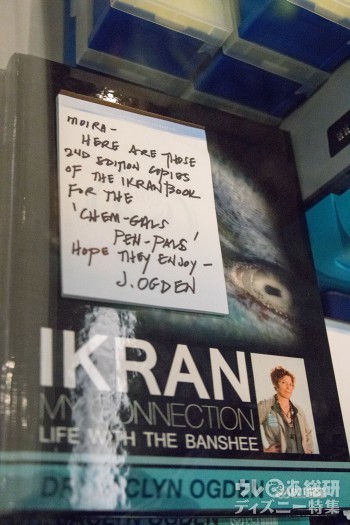 MOIRA-
HERE ARE THOSE
2ND EDITION COPIES
OF THE IKRAN BOOK
FOR THE
'CHEM-GALS
PEN-PALS'
HOPE THEY ENJOY-
J. OGDEN
IKRAN
MY CONNECTION
LIFE WITH THE BANSHEE
CLYN OGD
ウレぴあ総研
ディズニー特集